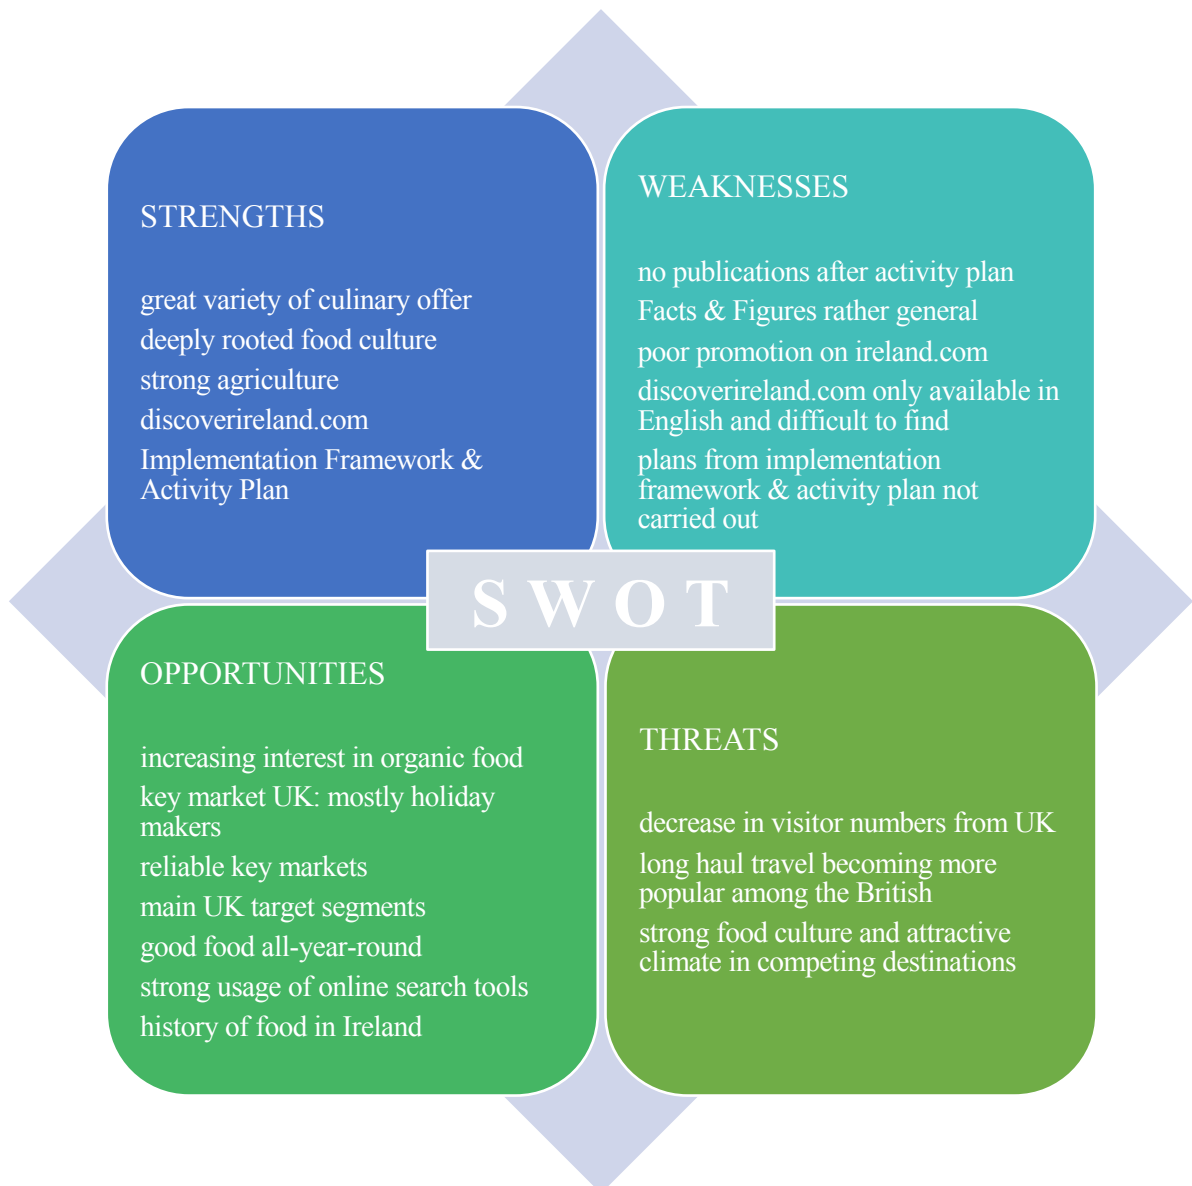 STRENGTHS
great variety of culinary offer
deeply rooted food culture
strong agriculture
discoverireland.com
Implementation Framework &
Activity Plan
WEAKNESSES
no publications after activity plan
Facts & Figures rather general
poor promotion on ireland.com
discoverireland.com only available in
English and difficult to find
plans from implementation
framework & activity plan not
carried out
S W O T
OPPORTUNITIES
increasing interest in organic food
key market UK: mostly holiday
makers
reliable key markets
main UK target segments
good food all-year-round
strong usage of online search tools
history of food in Ireland
THREATS
decrease in visitor numbers from UK
long haul travel becoming more
popular among the British
strong food culture and attractive
climate in competing destinations